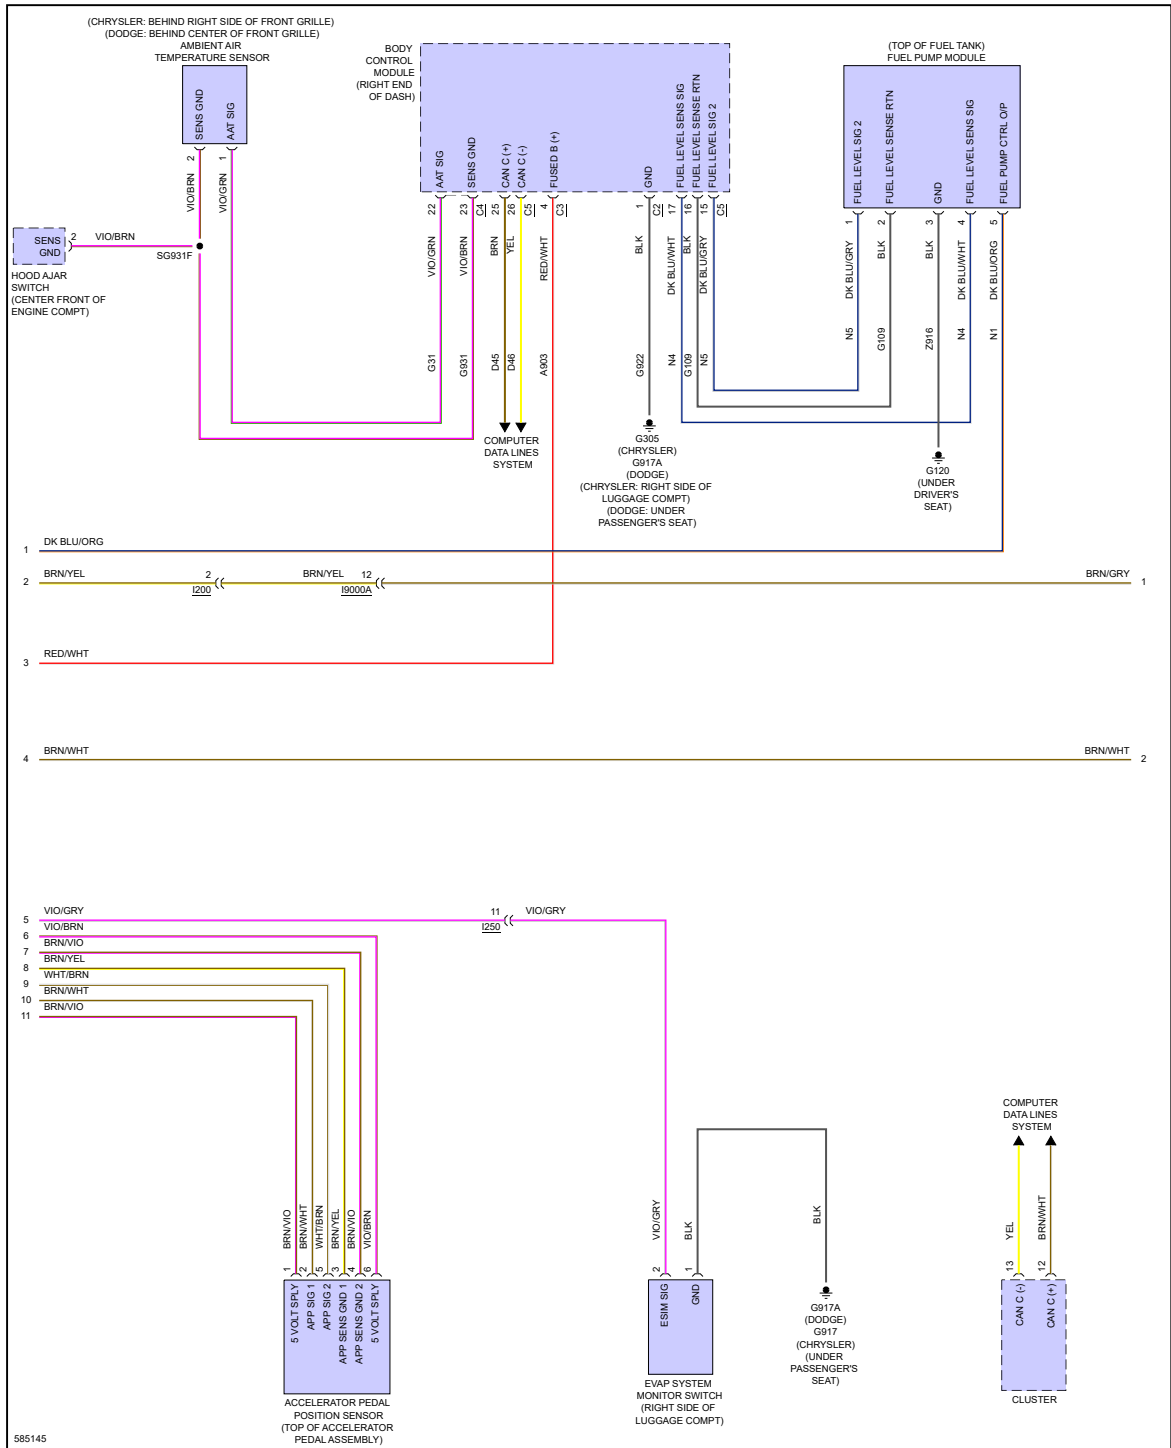 (CHRYSLER: BEHIND RIGHT SIDE OF FRONT GRILLE)
(DODGE: BEHIND CENTER OF FRONT GRILLE)
AMBIENT AIR
TEMPERATURE SENSOR
SENS GND
AAT SIG
2
1
VIO/BRN
VIO/GRN
SENS
GND
2
VIO/BRN
SG931F
HOOD AJAR
SWITCH
(CENTER FRONT OF
ENGINE COMPT)
BODY
CONTROL
MODULE
(RIGHT END
OF DASH)
AAT SIG
SENS GND
CAN C (+)
CAN C (-)
FUSED B (+)
GND
FUEL LEVEL SENS SIG
FUEL LEVEL SENSE RTN
FUEL LEVEL SIG 2
22
23
C4
25
26
C5
4
C3
1
C2
17
16
15
C5
VIO/GRN
VIO/BRN
BRN
YEL
RED/WHT
BLK
DK BLU/WHT
BLK
DK BLU/GRY
G31
G931
D45
D46
A903
G922
N4
G109
N5
COMPUTER
DATA LINES
SYSTEM
G305
(CHRYSLER)
G917A
(DODGE)
(CHRYSLER: RIGHT SIDE OF
LUGGAGE COMPT)
(DODGE: UNDER
PASSENGER'S SEAT)
(TOP OF FUEL TANK)
FUEL PUMP MODULE
FUEL LEVEL SIG 2
FUEL LEVEL SENSE RTN
GND
FUEL LEVEL SENS SIG
FUEL PUMP CTRL O/P
1
2
3
4
5
DK BLU/GRY
BLK
BLK
DK BLU/WHT
DK BLU/ORG
N5
G109
Z916
N4
N1
G120
(UNDER
DRIVER'S
SEAT)
1 DK BLU/ORG
2 BRN/YEL 2 BRN/YEL 12 BRN/GRY 1
I200 I9000A
3 RED/WHT
4 BRN/WHT BRN/WHT 2
5 VIO/GRY 11 VIO/GRY
I250
6 VIO/BRN
7 BRN/VIO
8 BRN/YEL
9 WHT/BRN
10 BRN/WHT
11 BRN/VIO
BRN/VIO
BRN/WHT
WHT/BRN
BRN/YEL
BRN/VIO
VIO/BRN
1
2
5
3
4
6
5 VOLT SPLY
APP SIG 1
APP SIG 2
APP SENS GND 1
APP SENS GND 2
5 VOLT SPLY
ACCELERATOR PEDAL
POSITION SENSOR
(TOP OF ACCELERATOR
PEDAL ASSEMBLY)
VIO/GRY
BLK
2
1
ESIM SIG
GND
EVAP SYSTEM
MONITOR SWITCH
(RIGHT SIDE OF
LUGGAGE COMPT)
BLK
G917A
(DODGE)
G917
(CHRYSLER)
(UNDER
PASSENGER'S
SEAT)
COMPUTER
DATA LINES
SYSTEM
YEL
BRN/WHT
13
12
CAN C (-)
CAN C (+)
CLUSTER
585145